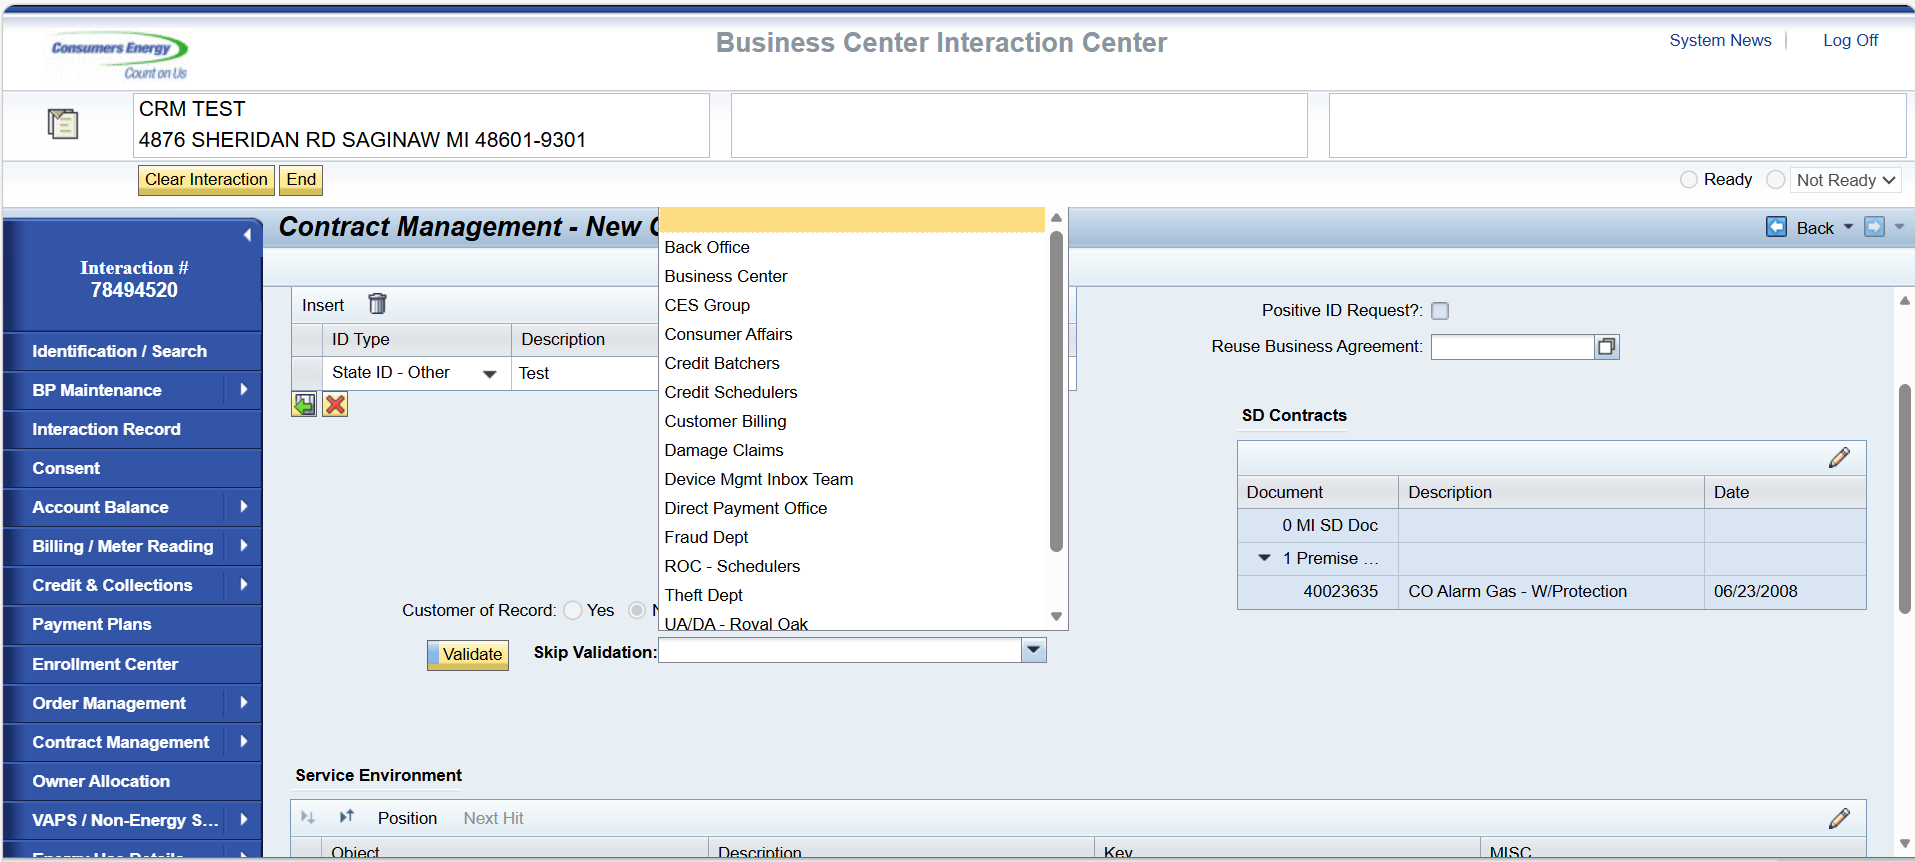 Consumers Energy
Count on Us
Business Center Interaction Center
System News
Log Off
CRM TEST
4876 SHERIDAN RD SAGINAW MI 48601-9301
Clear Interaction
End
Ready
Not Ready
Contract Management - New
Back
Interaction #
78494520
Identification / Search
BP Maintenance
Interaction Record
Consent
Account Balance
Billing / Meter Reading
Credit & Collections
Payment Plans
Enrollment Center
Order Management
Contract Management
Owner Allocation
VAPS / Non-Energy S...
Insert
ID Type
Description
State ID - Other
Test
Back Office
Business Center
CES Group
Consumer Affairs
Credit Batchers
Credit Schedulers
Customer Billing
Damage Claims
Device Mgmt Inbox Team
Direct Payment Office
Fraud Dept
ROC - Schedulers
Theft Dept
UA/DA - Royal Oak
Customer of Record:
Yes
Validate
Skip Validation:
Positive ID Request?:
Reuse Business Agreement:
SD Contracts
Document
Description
Date
0 MI SD Doc
1 Premise ...
40023635
CO Alarm Gas - W/Protection
06/23/2008
Service Environment
Position
Next Hit
Object
Description
Key
MISC